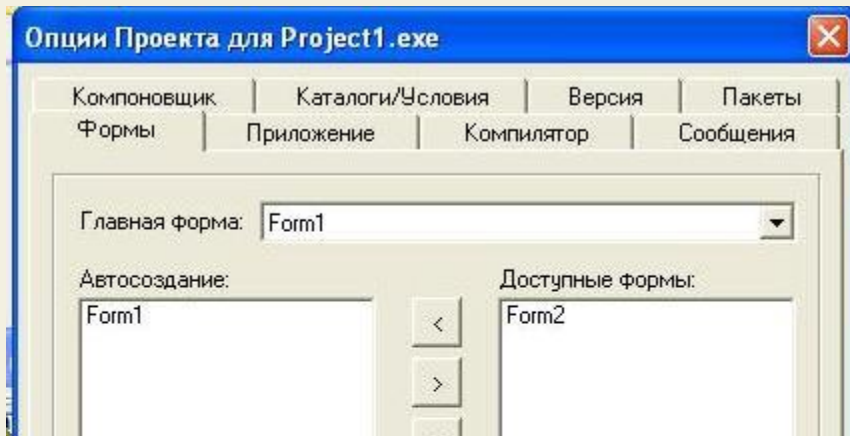 Опции Проекта для Project1.exe
Компоновщик Каталоги/Условия Версия Пакеты
Формы Приложение Компилятор Сообщения
Главная форма: Form1
Автосоздание: Доступные формы:
Form1 < Form2
>